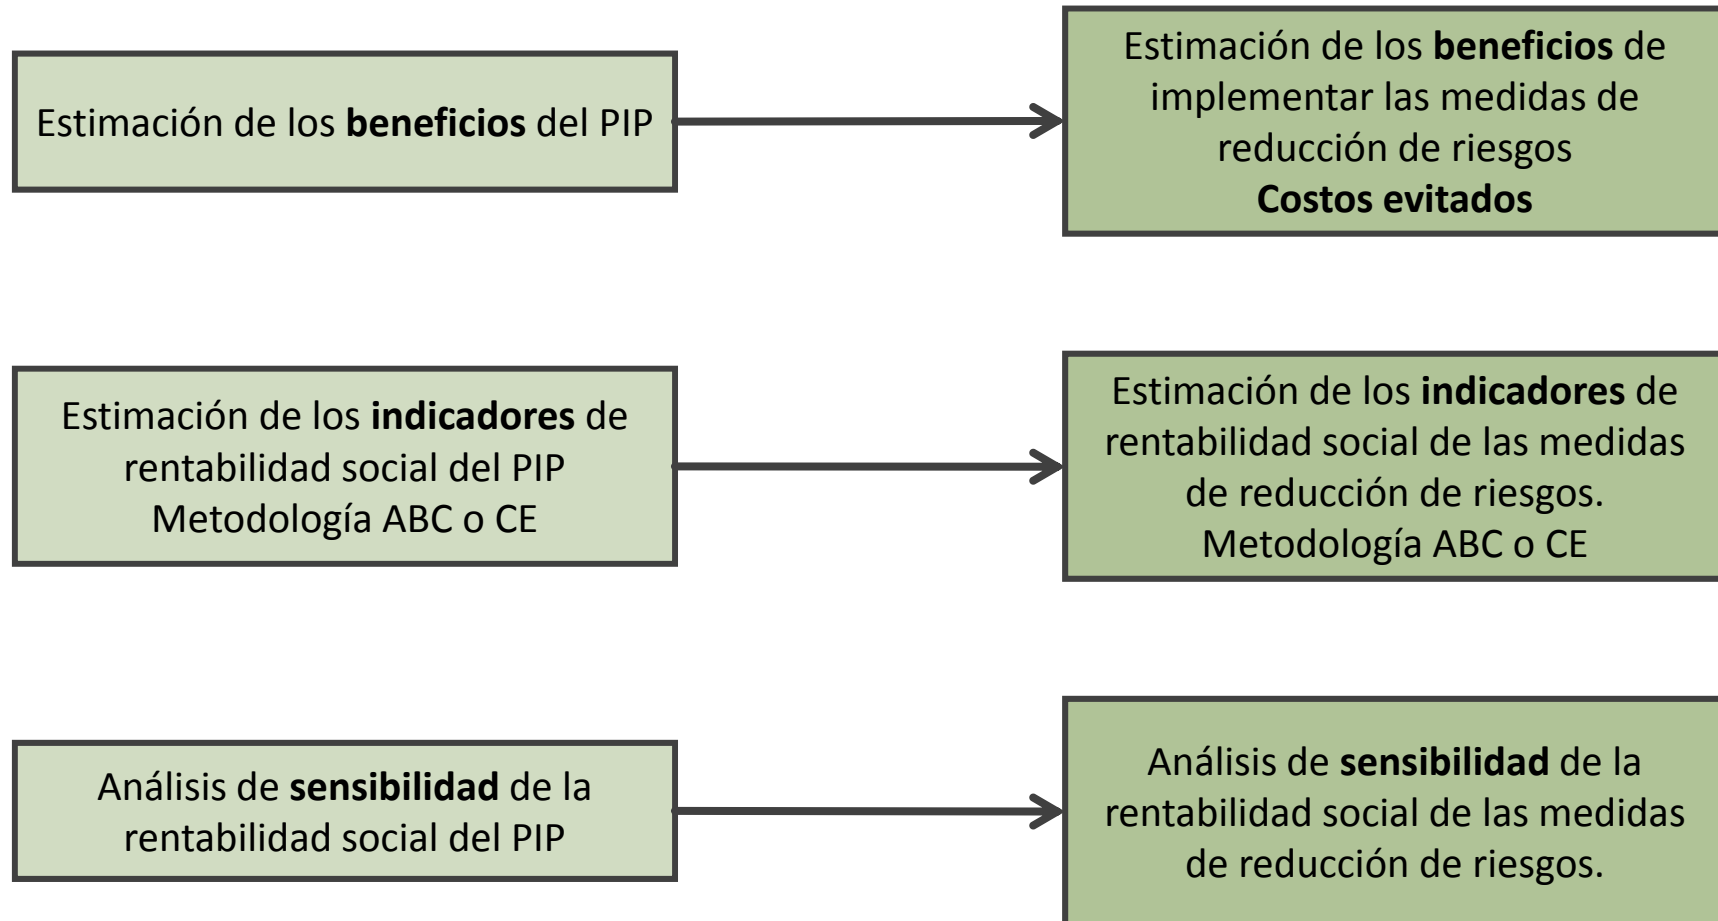 Estimación de los beneficios del PIP
Estimación de los beneficios de
implementar las medidas de
reducción de riesgos
Costos evitados
Estimación de los indicadores de
rentabilidad social del PIP
Metodología ABC o CE
Estimación de los indicadores de
rentabilidad social de las medidas
de reducción de riesgos.
Metodología ABC o CE
Análisis de sensibilidad de la
rentabilidad social del PIP
Análisis de sensibilidad de la
rentabilidad social de las medidas
de reducción de riesgos.